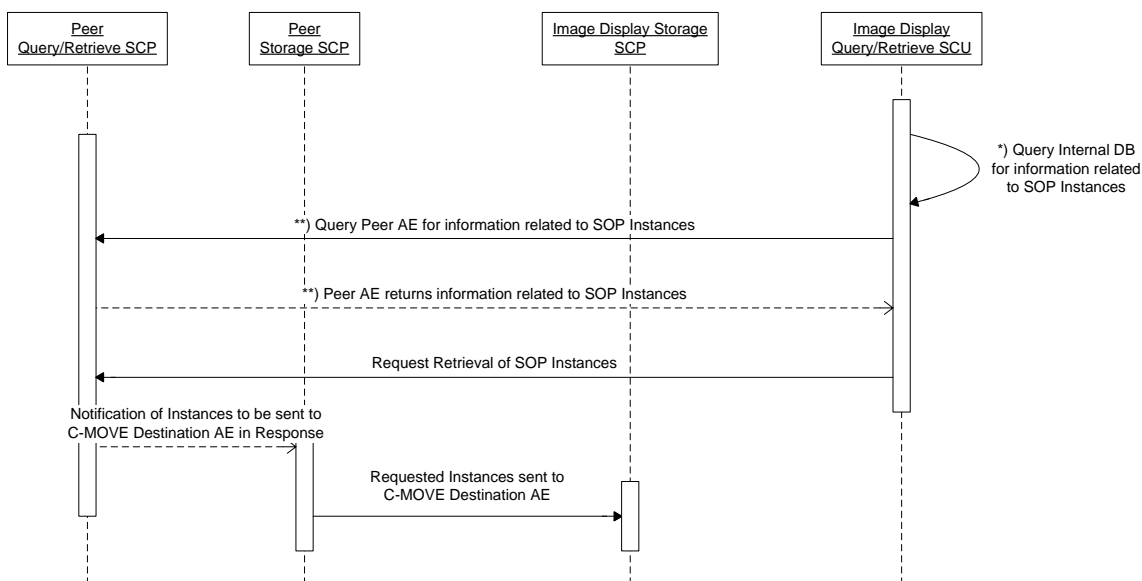 Peer
Query/Retrieve SCP
Peer
Storage SCP
Image Display Storage
SCP
Image Display
Query/Retrieve SCU
*) Query Internal DB
for information related
to SOP Instances
**) Query Peer AE for information related to SOP Instances
**) Peer AE returns information related to SOP Instances
Request Retrieval of SOP Instances
Notification of Instances to be sent to
C-MOVE Destination AE in Response
Requested Instances sent to
C-MOVE Destination AE